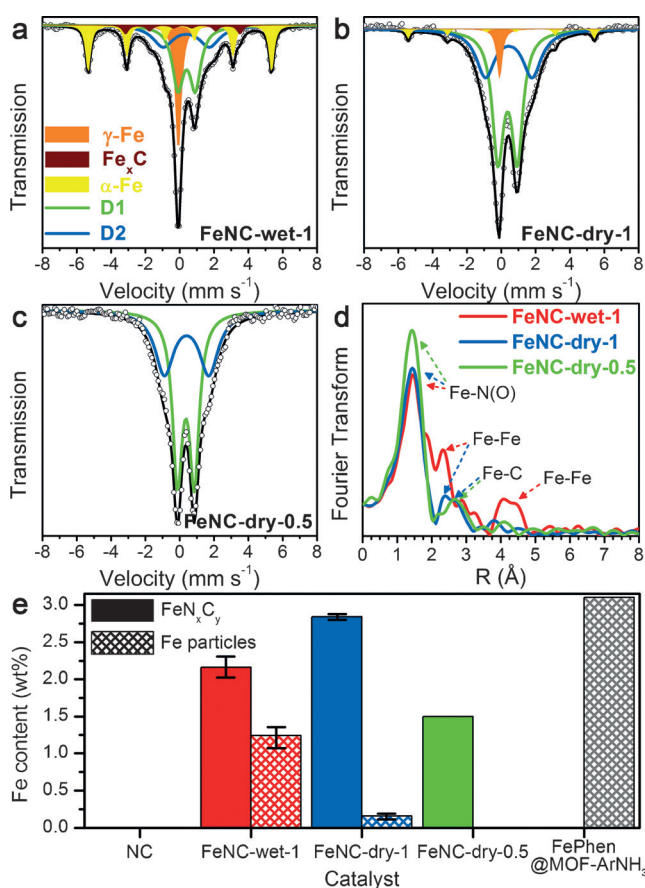 a
Transmission
γ-Fe
FexC
α-Fe
D1
D2
FeNC-wet-1
-8 -6 -4 -2 0 2 4 6 8
Velocity (mm s⁻¹)
b
Transmission
FeNC-dry-1
-8 -6 -4 -2 0 2 4 6 8
Velocity (mm s⁻¹)
c
Transmission
FeNC-dry-0.5
-8 -6 -4 -2 0 2 4 6 8
Velocity (mm s⁻¹)
d
Fourier Transform
FeNC-wet-1
FeNC-dry-1
FeNC-dry-0.5
Fe-N(O)
Fe-Fe
Fe-C
Fe-Fe
0 1 2 3 4 5 6 7 8
R (Å)
e
Fe content (wt%)
3.0
2.5
2.0
1.5
1.0
0.5
0.0
FeNxCy
Fe particles
NC
FeNC-wet-1
FeNC-dry-1
FeNC-dry-0.5
FePhen
@MOF-ArNH₃
Catalyst